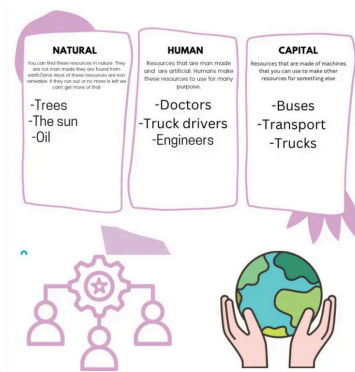 NATURAL
You can find these resources in nature. They
are not man made they are found from
earth/land. Most of these resources are non
renewable. if they run out or no more is left we
cant get more of that
-Trees
-The sun
-Oil
HUMAN
Resources that are man made
and are artificial. Humans make
these resources to use for many
purpose.
-Doctors
-Truck drivers
-Engineers
CAPITAL
Resources that are made of machines
that you can use to make other
resources for something else
-Buses
-Transport
-Trucks